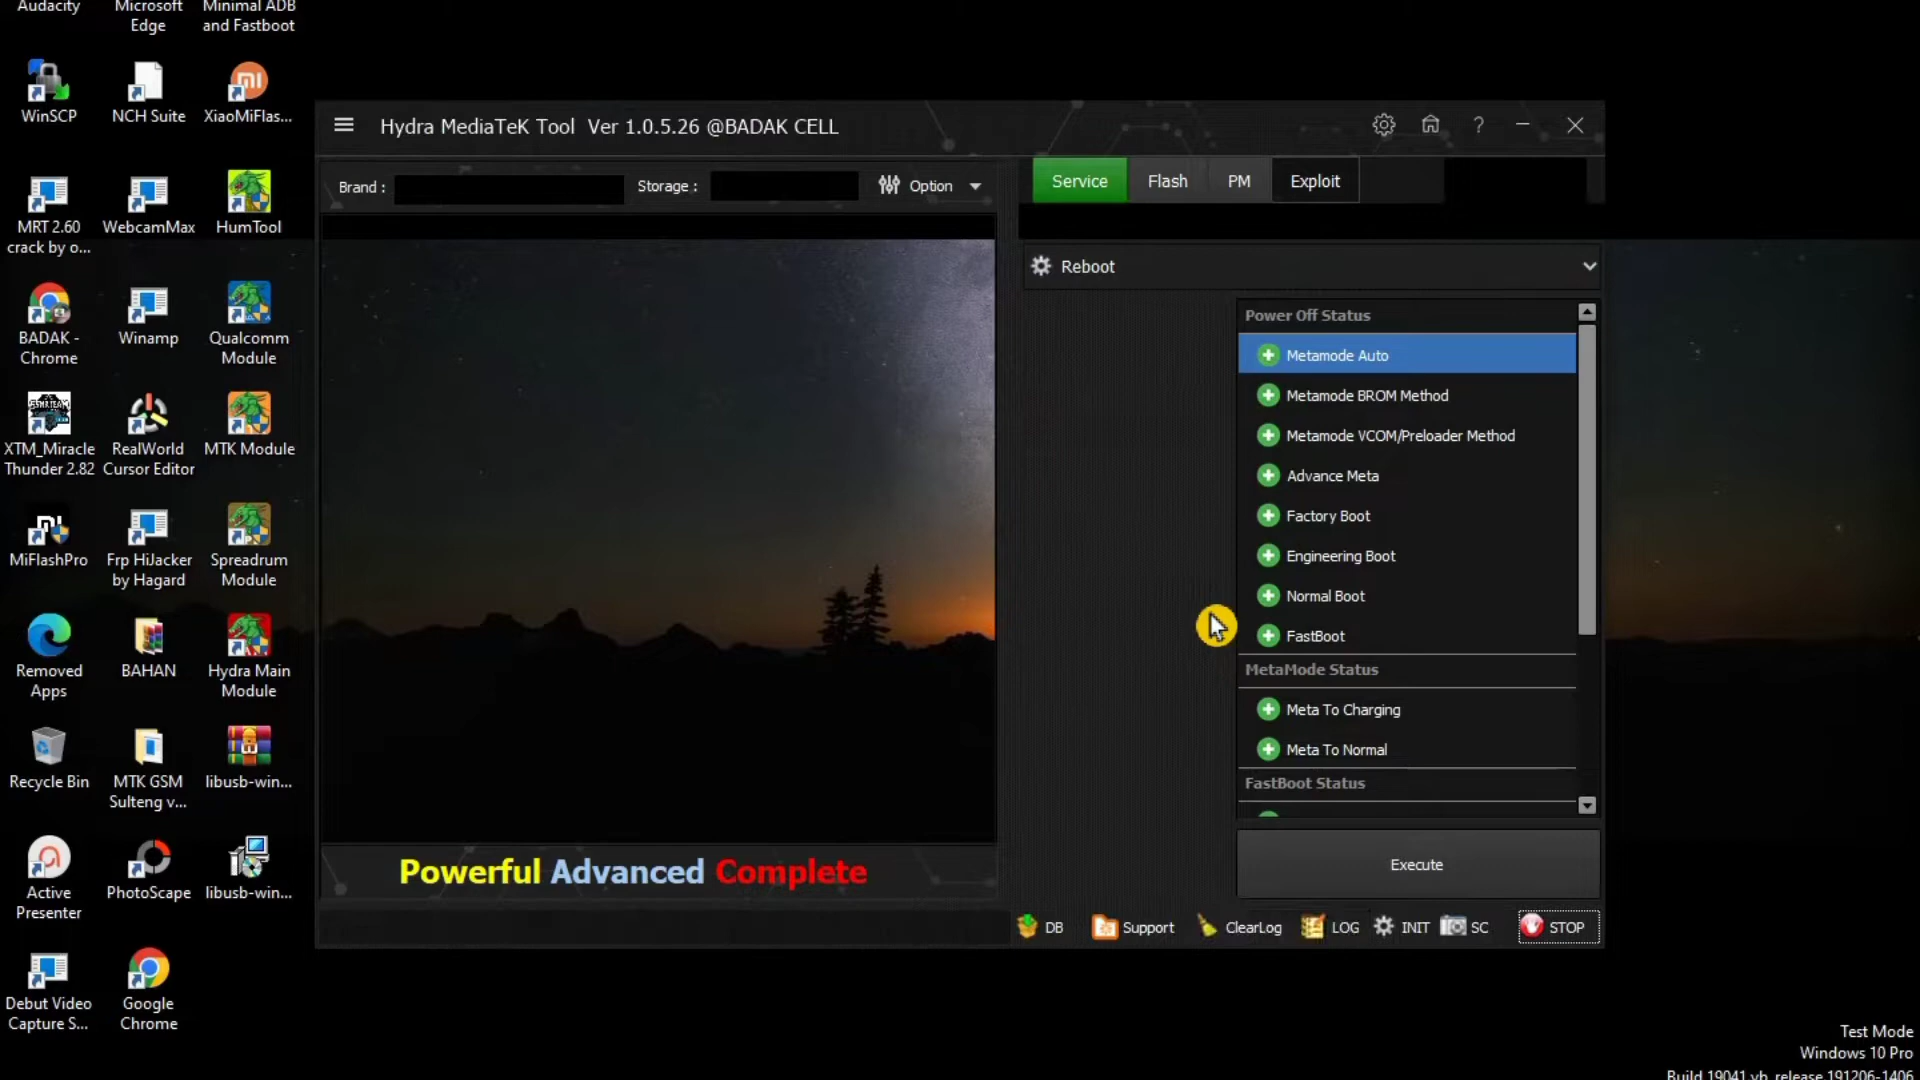 Audacity
Microsoft
Edge
Minimal ADB
and Fastboot
WinSCP
NCH Suite
XiaoMiFlas...
MRT 2.60
crack by o...
WebcamMax
HumTool
BADAK -
Chrome
Winamp
Qualcomm
Module
XTM_Miracle
Thunder 2.82
RealWorld
Cursor Editor
MTK Module
MiFlashPro
Frp HiJacker
by Hagard
Spreadrum
Module
Removed
Apps
BAHAN
Hydra Main
Module
Recycle Bin
MTK GSM
Sulteng v...
libusb-win...
Active
Presenter
PhotoScape
libusb-win...
Debut Video
Capture S...
Google
Chrome
Hydra MediaTeK Tool Ver 1.0.5.26 @BADAK CELL
?
Brand :
Storage :
Option
Service
Flash
PM
Exploit
Reboot
Power Off Status
Metamode Auto
Metamode BROM Method
Metamode VCOM/Preloader Method
Advance Meta
Factory Boot
Engineering Boot
Normal Boot
FastBoot
MetaMode Status
Meta To Charging
Meta To Normal
FastBoot Status
Execute
Powerful Advanced Complete
DB
Support
ClearLog
LOG
INIT
SC
STOP
Test Mode
Windows 10 Pro
Build 19041.vb_release.191206-1406